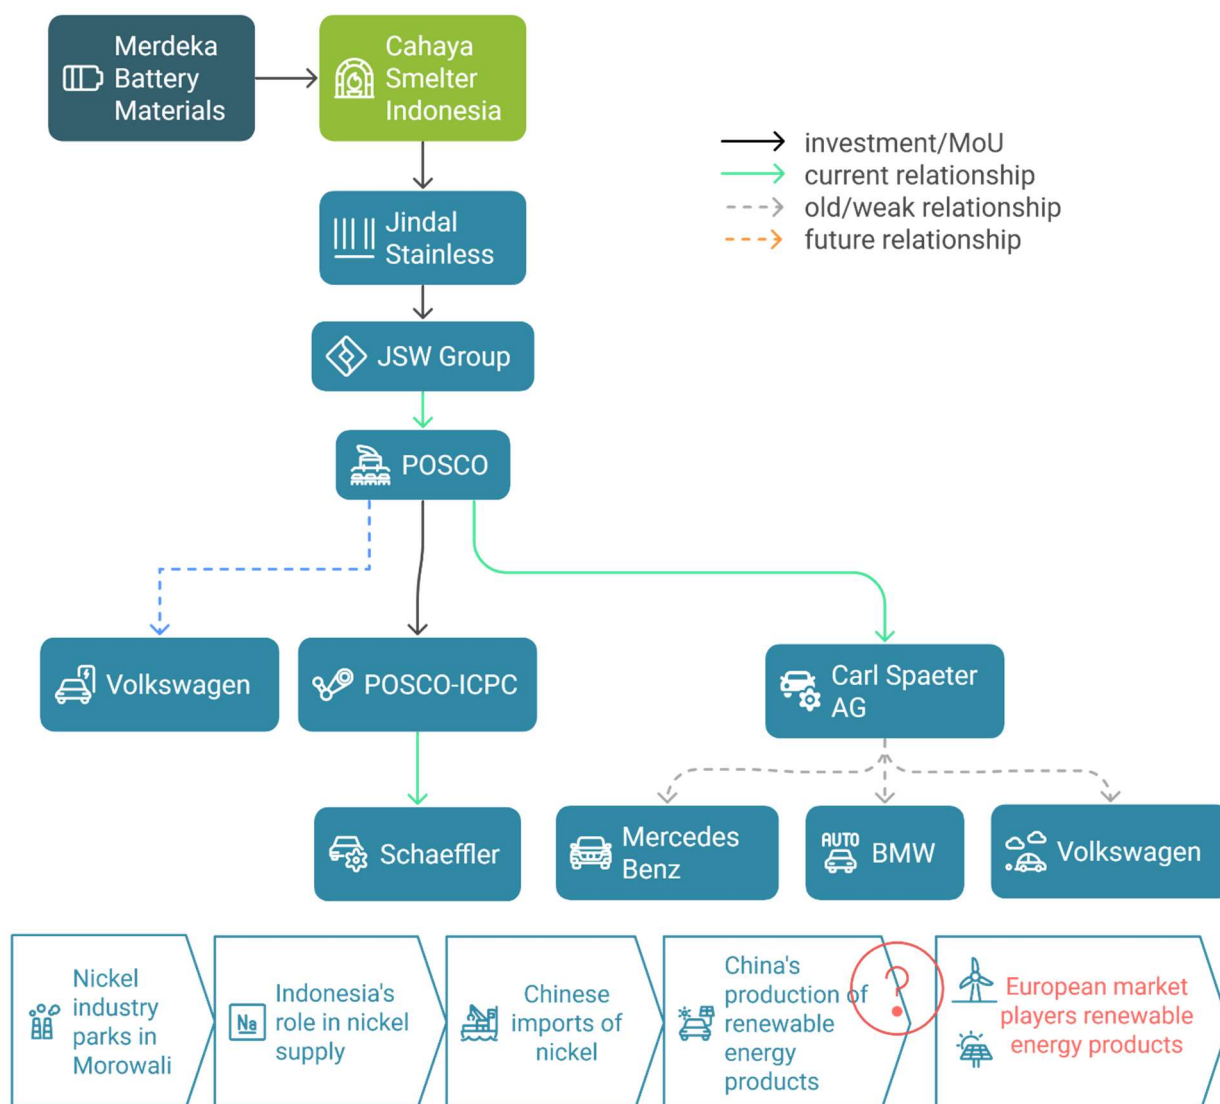 Merdeka
Battery
Materials
Cahaya
Smelter
Indonesia
investment/MoU
current relationship
old/weak relationship
future relationship
Jindal
Stainless
JSW Group
POSCO
Volkswagen
POSCO-ICPC
Carl Spaeter
AG
Schaeffler
Mercedes
Benz
AUTO
BMW
Volkswagen
Nickel
industry
parks in
Morowali
Na
Indonesia's
role in nickel
supply
Chinese
imports of
nickel
China's
production of
renewable
energy
products
?
European market
players renewable
energy products